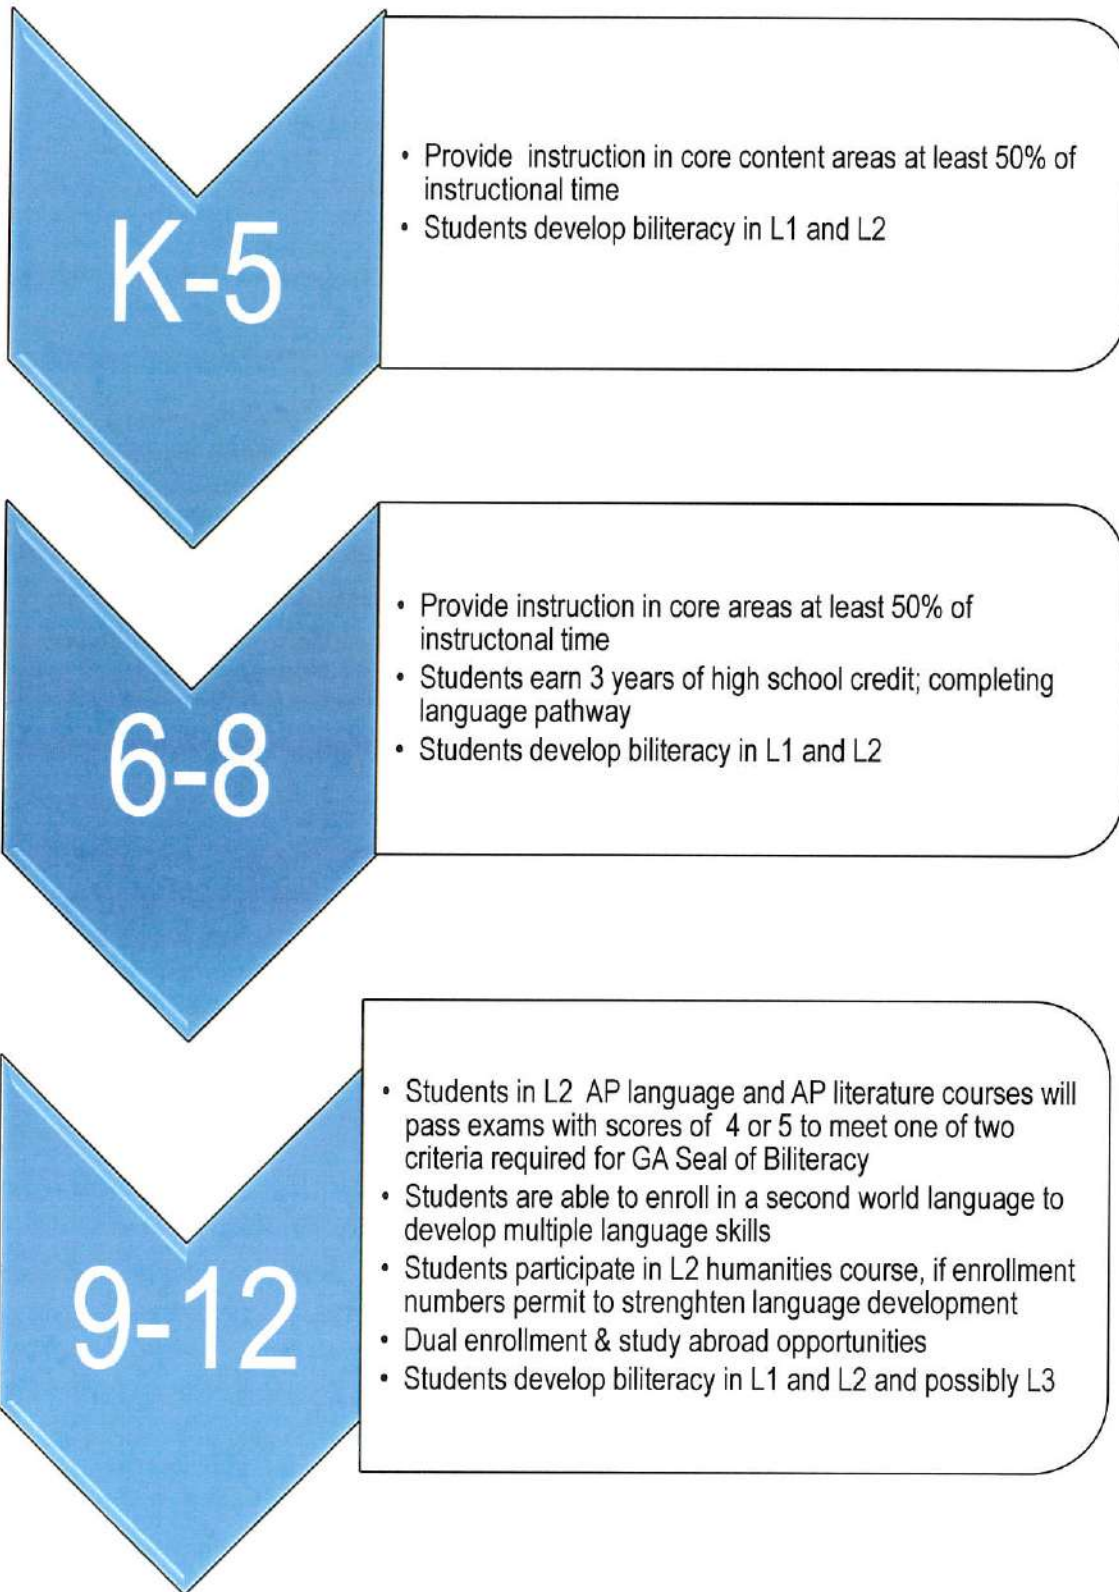 K-5
• Provide instruction in core content areas at least 50% of
instructional time
• Students develop biliteracy in L1 and L2
6-8
• Provide instruction in core areas at least 50% of
instructonal time
• Students earn 3 years of high school credit; completing
language pathway
• Students develop biliteracy in L1 and L2
9-12
• Students in L2 AP language and AP literature courses will
pass exams with scores of 4 or 5 to meet one of two
criteria required for GA Seal of Biliteracy
• Students are able to enroll in a second world language to
develop multiple language skills
• Students participate in L2 humanities course, if enrollment
numbers permit to strenghten language development
• Dual enrollment & study abroad opportunities
• Students develop biliteracy in L1 and L2 and possibly L3